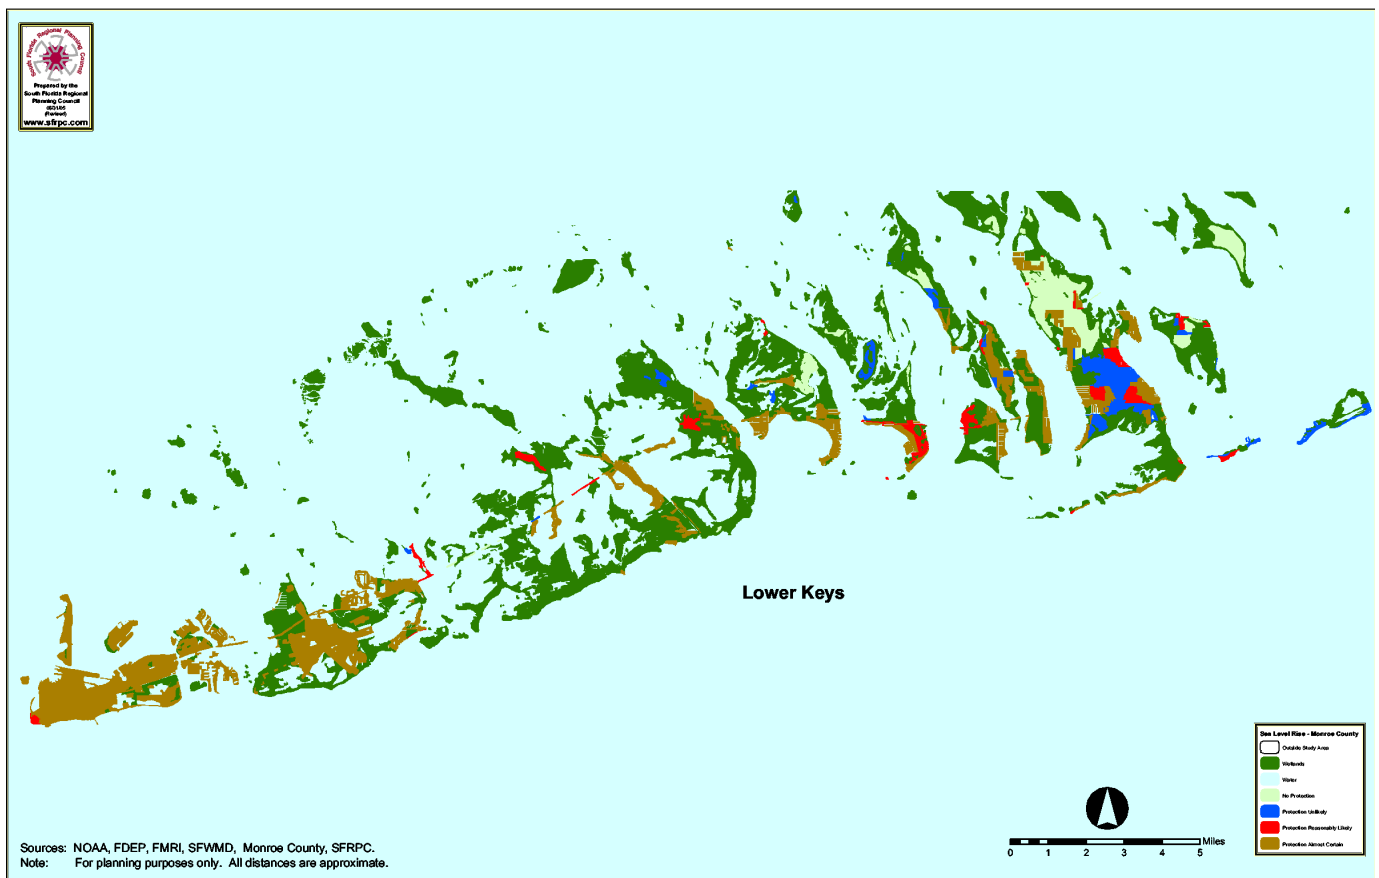 South Florida Regional Planning Council
Prepared by the
South Florida Regional
Planning Council
(Revised)
www.sfrpc.com
Lower Keys
Sea Level Rise - Monroe County
Outside Study Area
Wetlands
Water
No Protection
Protection Unlikely
Protection Reasonably Likely
Protection Almost Certain
Miles
0 1 2 3 4 5
Sources: NOAA, FDEP, FMRI, SFWMD, Monroe County, SFRPC.
Note: For planning purposes only. All distances are approximate.